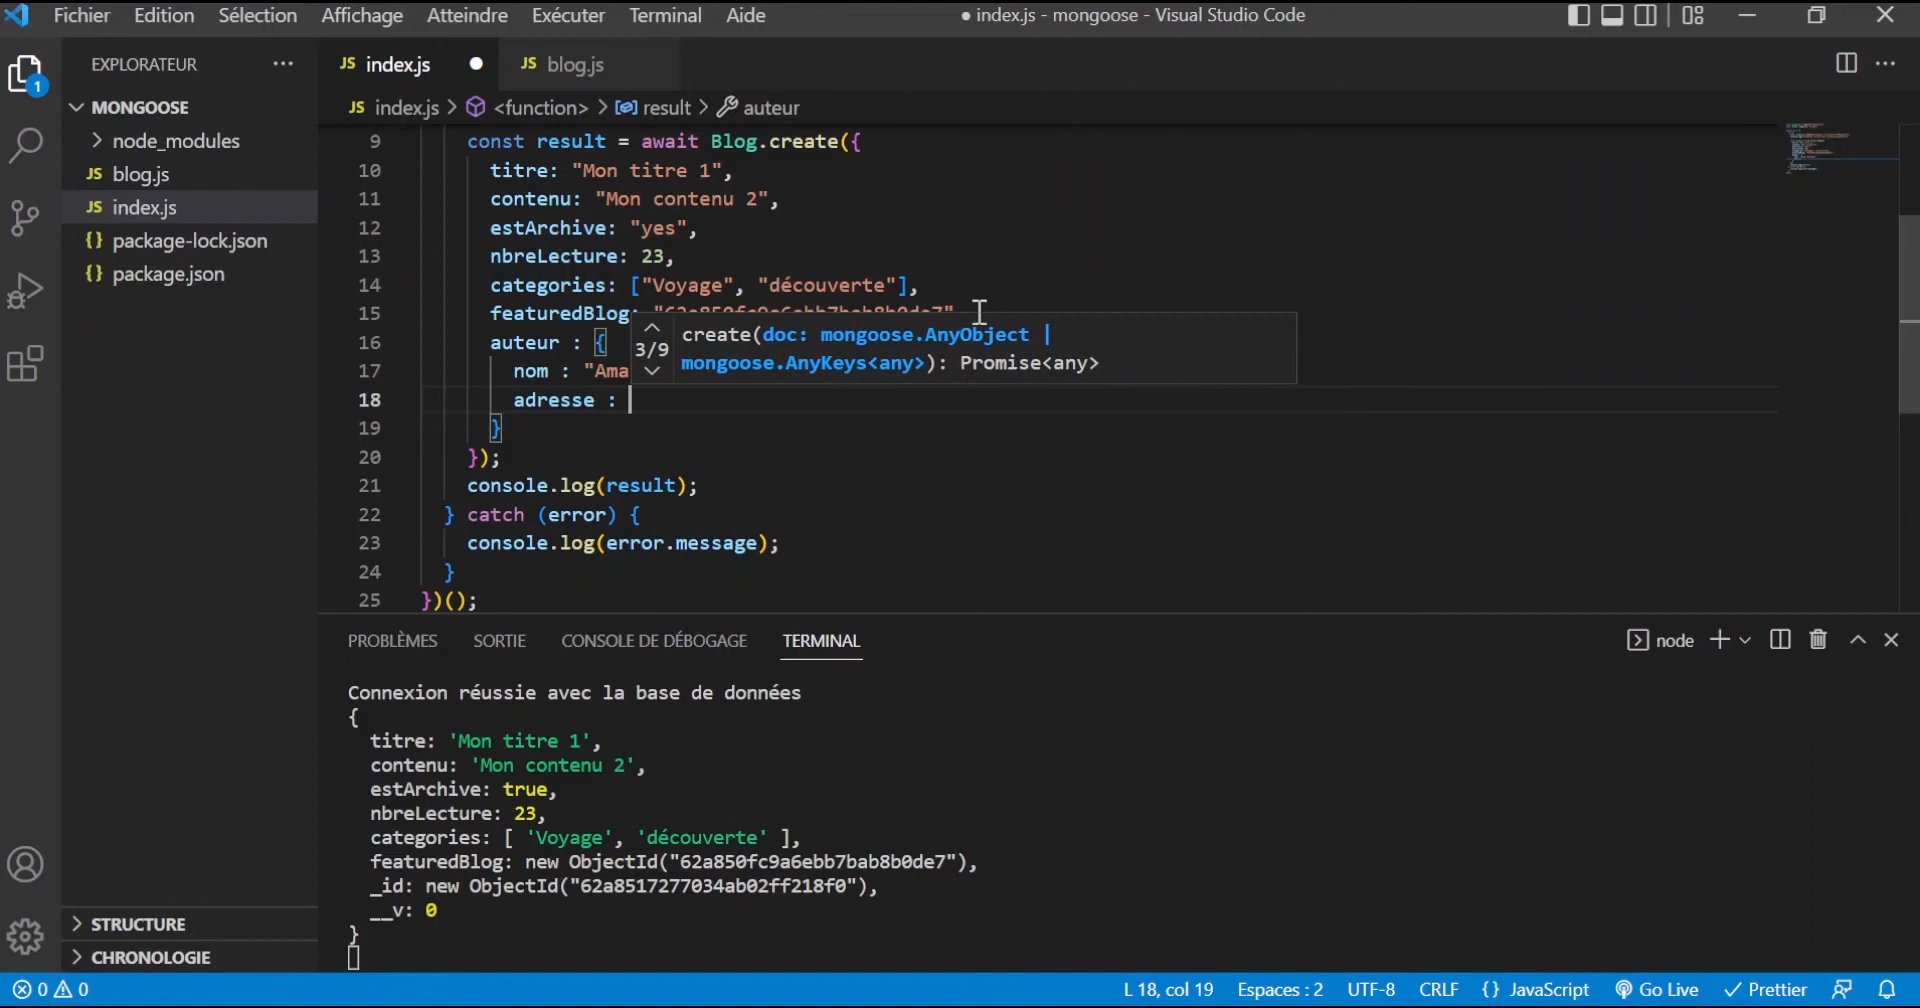 Fichier Edition Sélection Affichage Atteindre Exécuter Terminal Aide
● index.js - mongoose - Visual Studio Code
EXPLORATEUR
1
MONGOOSE
node_modules
JS blog.js
JS index.js
{} package-lock.json
{} package.json
STRUCTURE
CHRONOLOGIE
JS index.js ● JS blog.js
JS index.js > <function> > result > auteur
9 const result = await Blog.create({
10 titre: "Mon titre 1",
11 contenu: "Mon contenu 2",
12 estArchive: "yes",
13 nbreLecture: 23,
14 categories: ["Voyage", "découverte"],
15 featuredBlog: "62a850fc9a6ebb7bab8b0de7"
16 auteur : {
17 nom : "Ama
18 adresse :
19 }
20 });
21 console.log(result);
22 } catch (error) {
23 console.log(error.message);
24 }
25 })();
3/9 create(doc: mongoose.AnyObject |
mongoose.AnyKeys<any>): Promise<any>
PROBLÈMES SORTIE CONSOLE DE DÉBOGAGE TERMINAL
node
Connexion réussie avec la base de données
{
titre: 'Mon titre 1',
contenu: 'Mon contenu 2',
estArchive: true,
nbreLecture: 23,
categories: [ 'Voyage', 'découverte' ],
featuredBlog: new ObjectId("62a850fc9a6ebb7bab8b0de7"),
_id: new ObjectId("62a8517277034ab02ff218f0"),
__v: 0
}
0 0 L 18, col 19 Espaces : 2 UTF-8 CRLF {} JavaScript Go Live Prettier